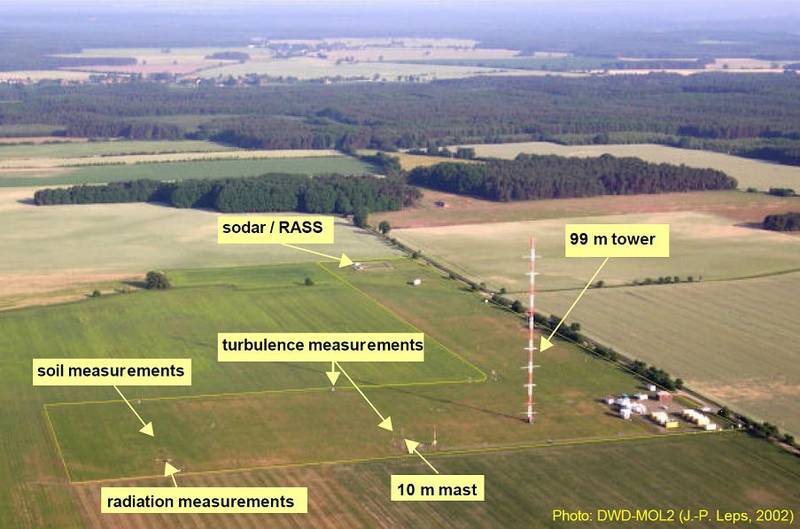 sodar / RASS
99 m tower
turbulence measurements
soil measurements
radiation measurements
10 m mast
Photo: DWD-MOL2 (J.-P. Leps, 2002)